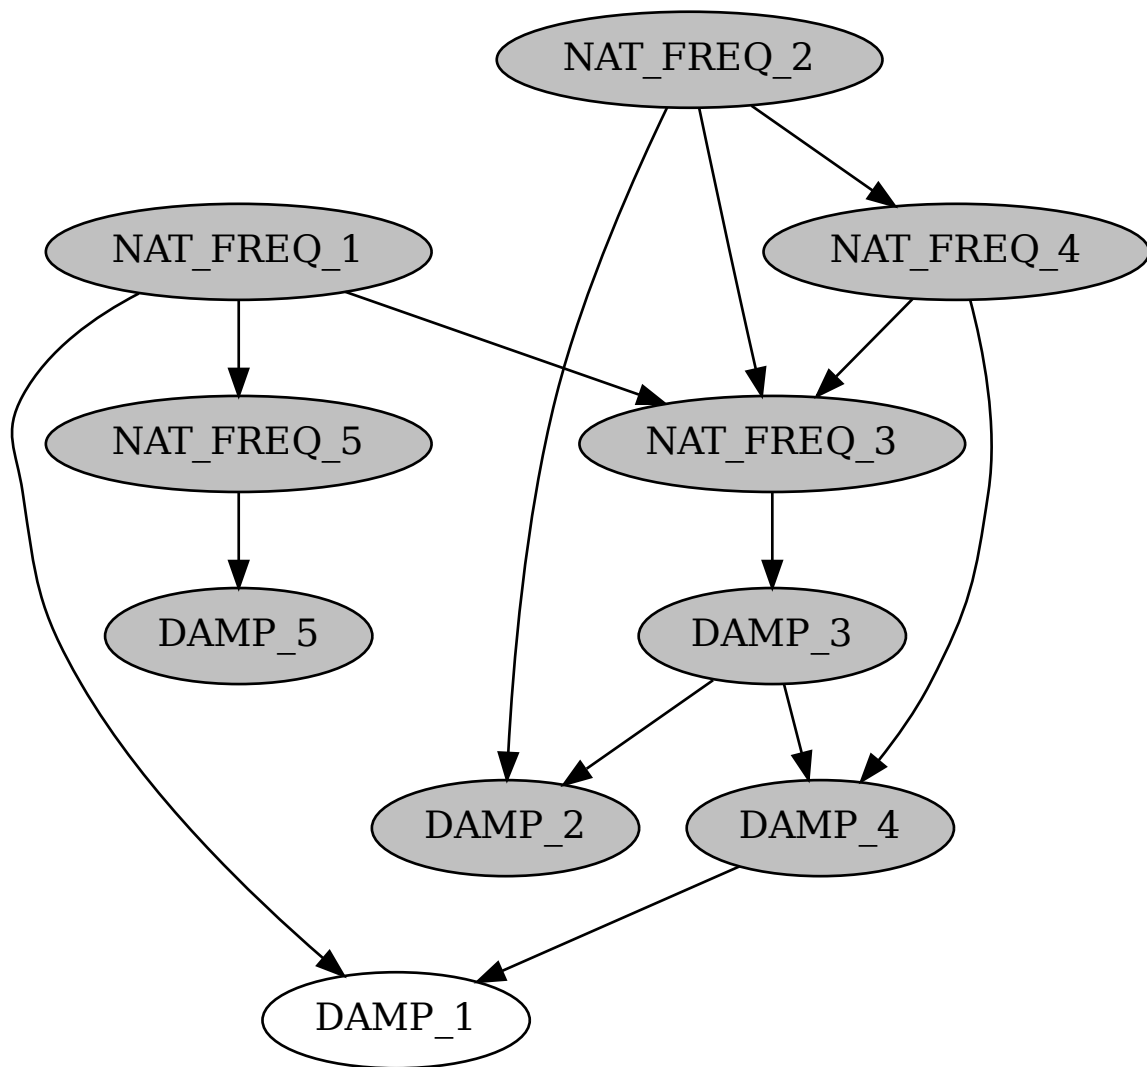 NAT_FREQ_2
NAT_FREQ_1
NAT_FREQ_4
NAT_FREQ_5
NAT_FREQ_3
DAMP_5
DAMP_3
DAMP_2
DAMP_4
DAMP_1